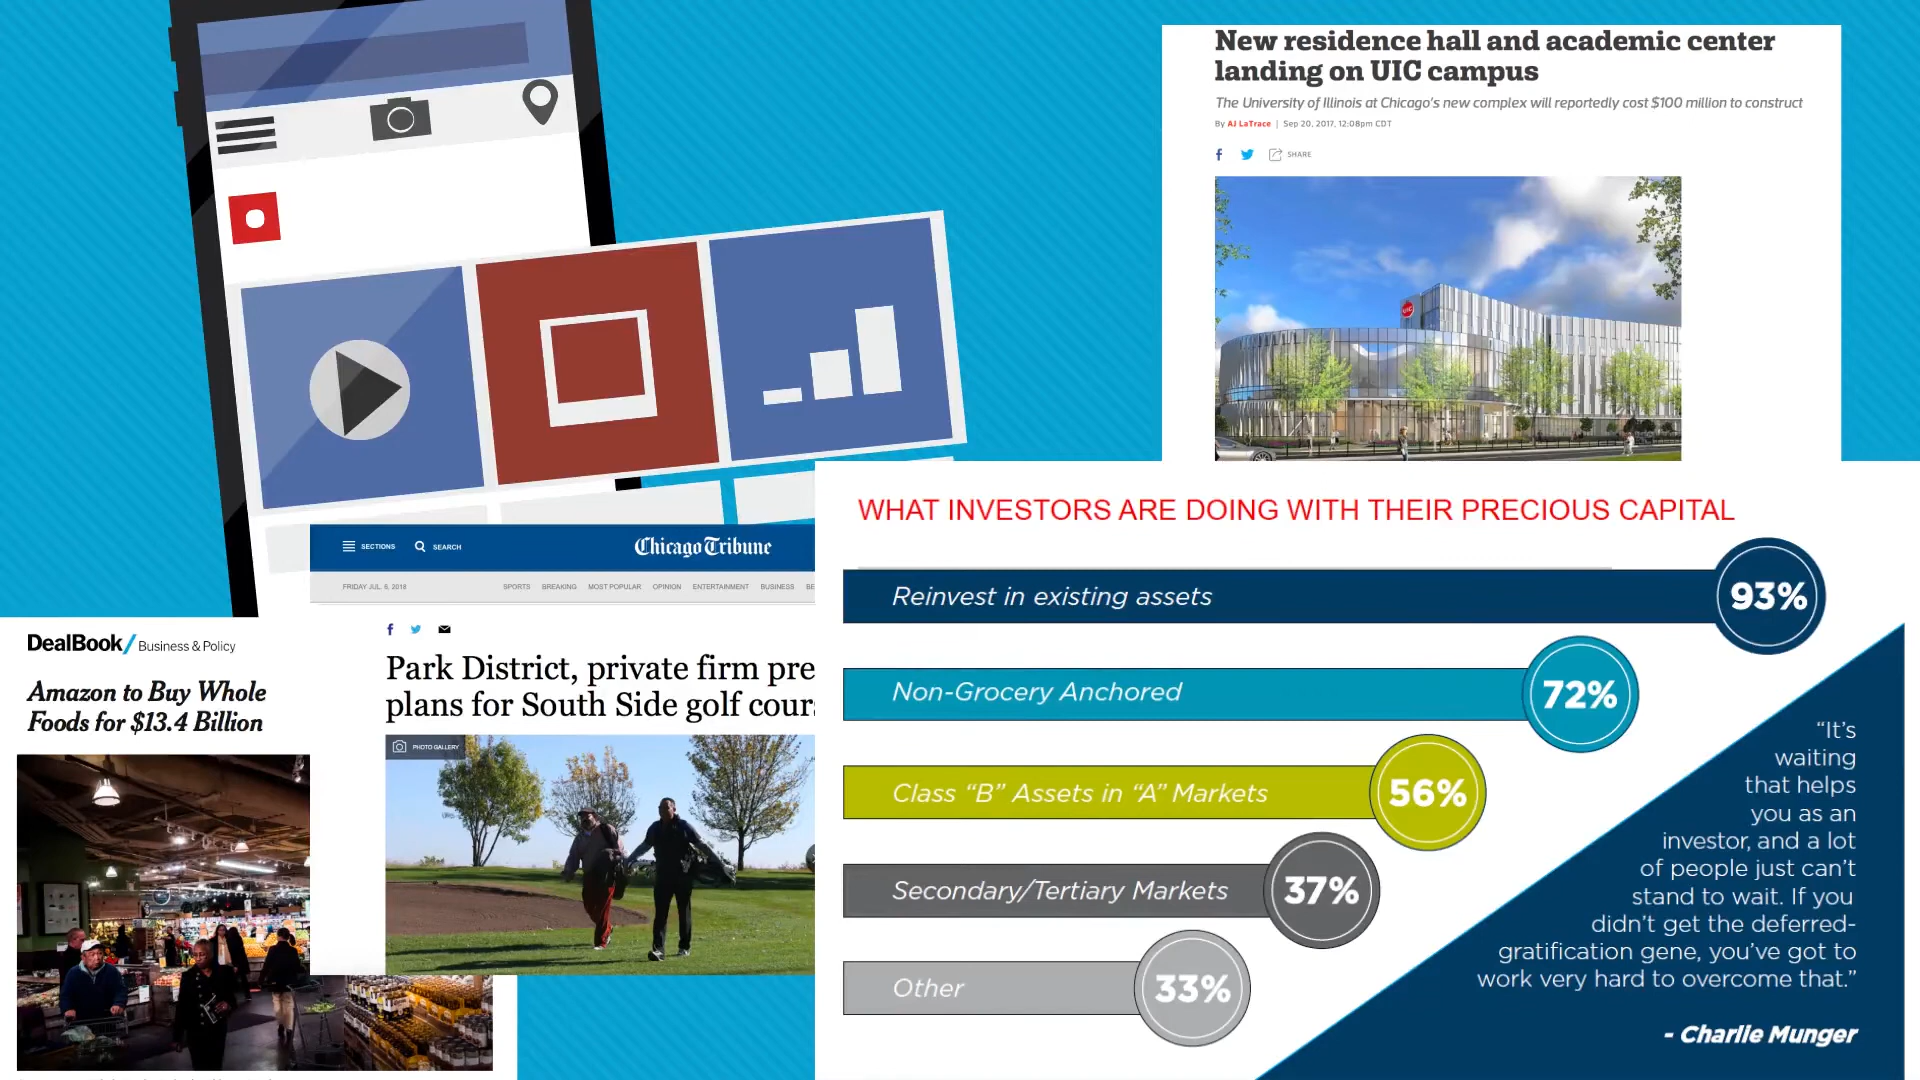 New residence hall and academic center
landing on UIC campus
The University of Illinois at Chicago's new complex will reportedly cost $100 million to construct
By AJ LaTrace | Sep 20, 2017, 12:08pm CDT
SHARE
UIC
SECTIONS SEARCH Chicago Tribune
FRIDAY JUL. 6, 2018 SPORTS BREAKING MOST POPULAR OPINION ENTERTAINMENT BUSINESS BE
Park District, private firm pre
plans for South Side golf cour
PHOTO GALLERY
DealBook / Business & Policy
Amazon to Buy Whole
Foods for $13.4 Billion
WHAT INVESTORS ARE DOING WITH THEIR PRECIOUS CAPITAL
Reinvest in existing assets 93%
Non-Grocery Anchored 72%
Class “B” Assets in “A” Markets 56%
Secondary/Tertiary Markets 37%
Other 33%
“It’s
waiting
that helps
you as an
investor, and a lot
of people just can’t
stand to wait. If you
didn’t get the deferred-
gratification gene, you’ve got to
work very hard to overcome that.”
- Charlie Munger